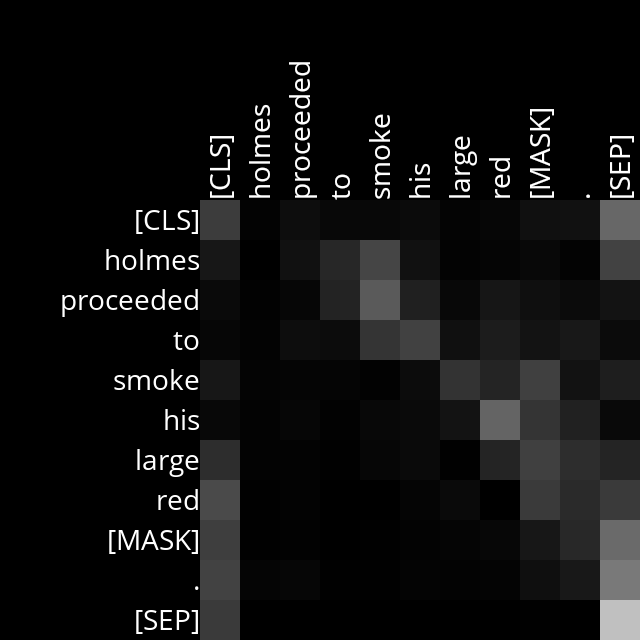 [CLS]
holmes
proceeded
to
smoke
his
large
red
[MASK]
.
[SEP]
[CLS]
holmes
proceeded
to
smoke
his
large
red
[MASK]
.
[SEP]